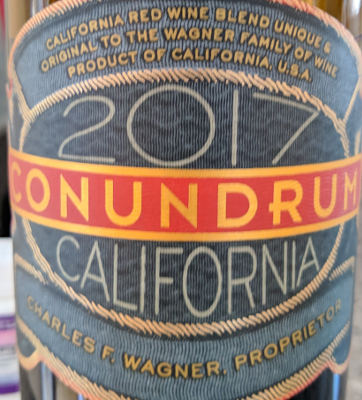 CALIFORNIA RED WINE BLEND UNIQUE &
ORIGINAL TO THE WAGNER FAMILY OF WINE
PRODUCT OF CALIFORNIA, U.S.A.
2017
CONUNDRUM
CALIFORNIA
CHARLES F. WAGNER, PROPRIETOR